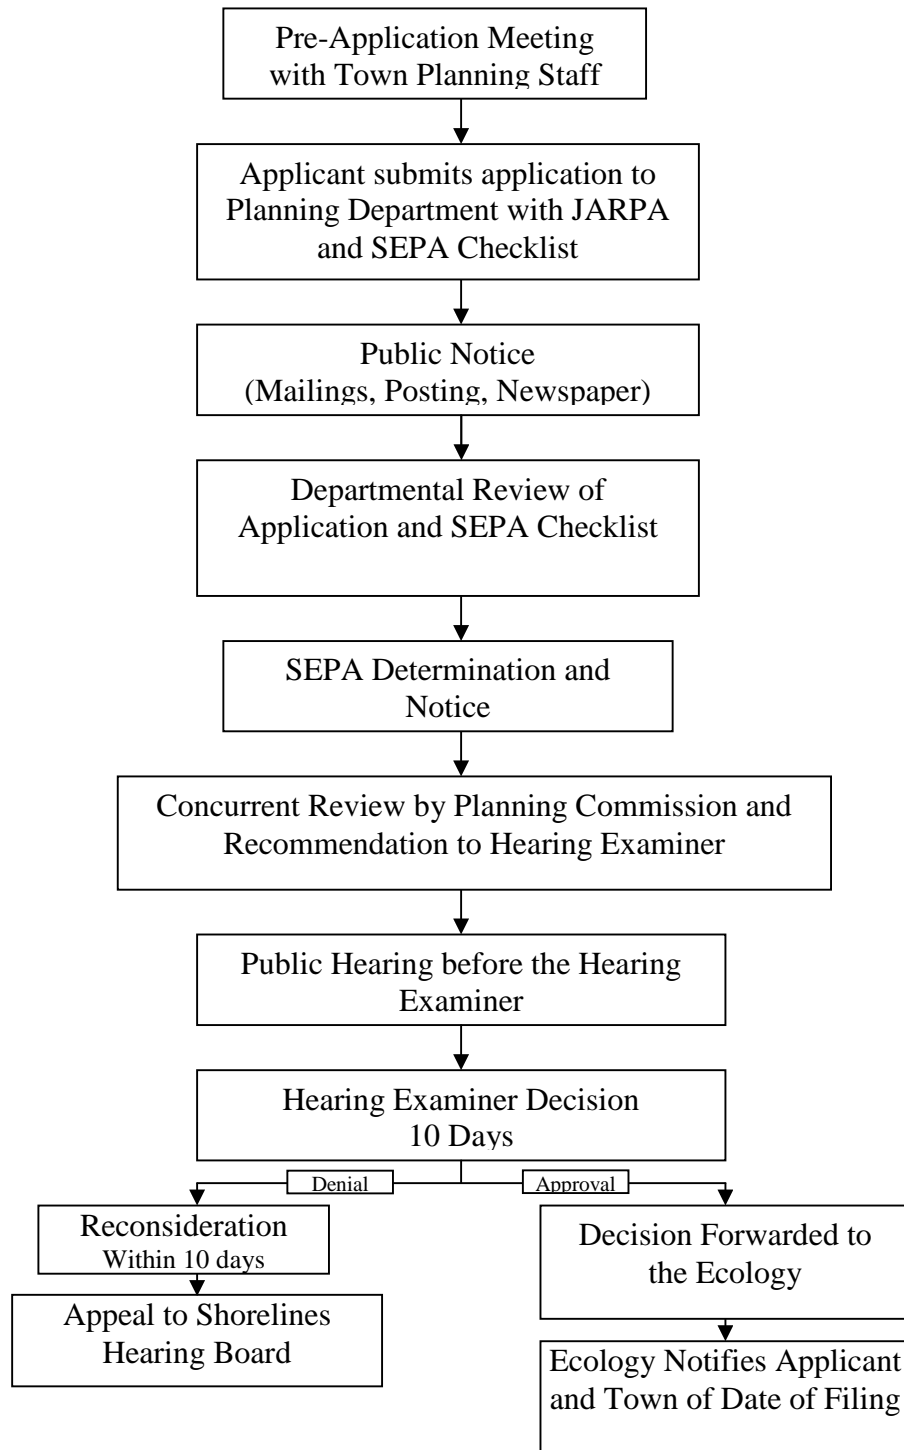 Pre-Application Meeting
with Town Planning Staff
Applicant submits application to
Planning Department with JARPA
and SEPA Checklist
Public Notice
(Mailings, Posting, Newspaper)
Departmental Review of
Application and SEPA Checklist
SEPA Determination and
Notice
Concurrent Review by Planning Commission and
Recommendation to Hearing Examiner
Public Hearing before the Hearing
Examiner
Hearing Examiner Decision
10 Days
Denial
Approval
Reconsideration
Within 10 days
Appeal to Shorelines
Hearing Board
Decision Forwarded to
the Ecology
Ecology Notifies Applicant
and Town of Date of Filing